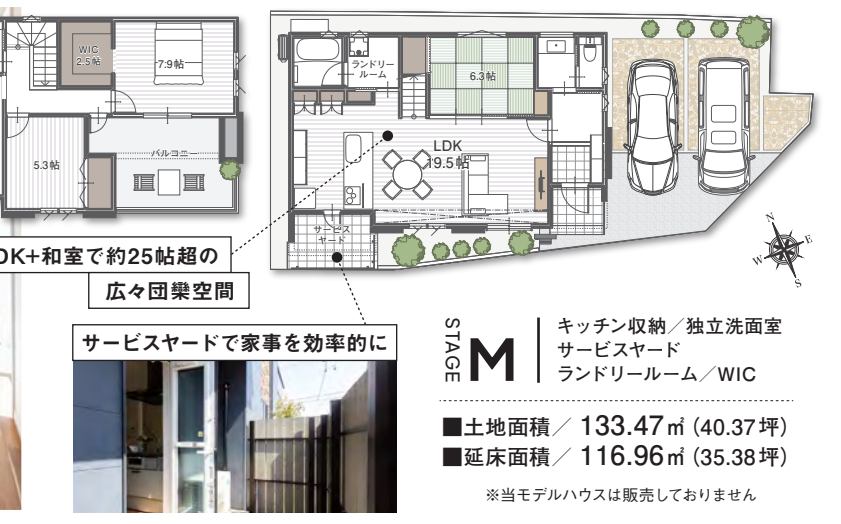 WIC
2.5帖
7.9帖
5.3帖
バルコニー
ランドリー
ルーム
6.3帖
LDK
19.5帖
サービス
ヤード
N
W
E
S
DK+和室で約25帖超の
広々団欒空間
サービスヤードで家事を効率的に
STAGE
M
キッチン収納／独立洗面室
サービスヤード
ランドリールーム／WIC
■土地面積／ 133.47㎡ (40.37坪)
■延床面積／ 116.96㎡ (35.38坪)
※当モデルハウスは販売しておりません